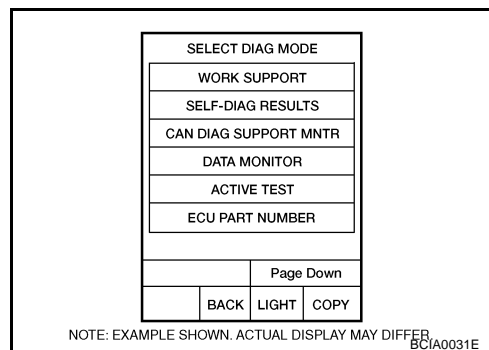 SELECT DIAG MODE
WORK SUPPORT
SELF-DIAG RESULTS
CAN DIAG SUPPORT MNTR
DATA MONITOR
ACTIVE TEST
ECU PART NUMBER
Page Down
BACK LIGHT COPY
NOTE: EXAMPLE SHOWN. ACTUAL DISPLAY MAY DIFFER.
BCIA0031E